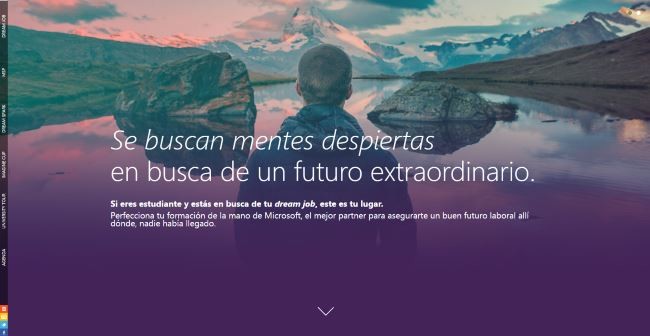 DREAM JOB
MSP
DREAM SPARK
IMAGINE CUP
UNIVERSITY TOUR
AGENDA
Se buscan mentes despiertas
en busca de un futuro extraordinario.
Si eres estudiante y estás en busca de tu dream job, este es tu lugar.
Perfecciona tu formación de la mano de Microsoft, el mejor partner para asegurarte un buen futuro laboral allí
dónde, nadie había llegado.